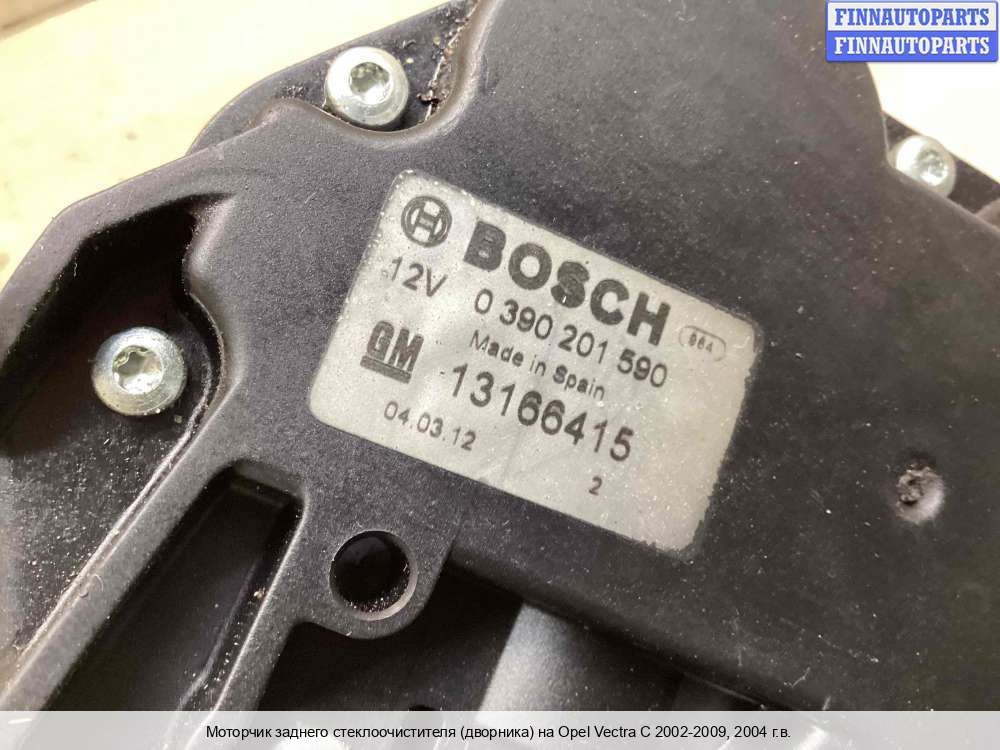 FINNAUTOPARTS
FINNAUTOPARTS
BOSCH
12V 0 390 201 590
984
Made in Spain
GM 13166415
04.03.12
2
Моторчик заднего стеклоочистителя (дворника) на Opel Vectra C 2002-2009, 2004 г.в.